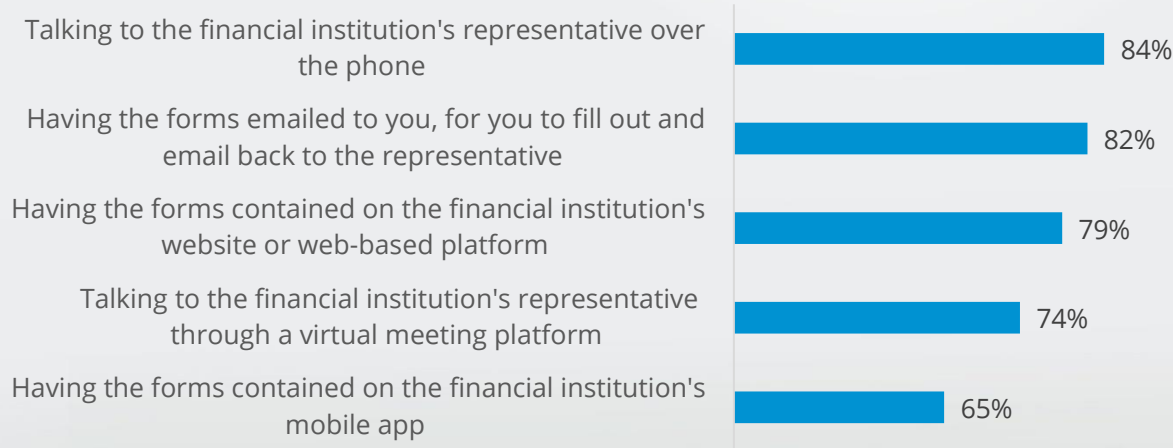 Talking to the financial institution's representative over
the phone
84%
Having the forms emailed to you, for you to fill out and
email back to the representative
82%
Having the forms contained on the financial institution's
website or web-based platform
79%
Talking to the financial institution's representative
through a virtual meeting platform
74%
Having the forms contained on the financial institution's
mobile app
65%